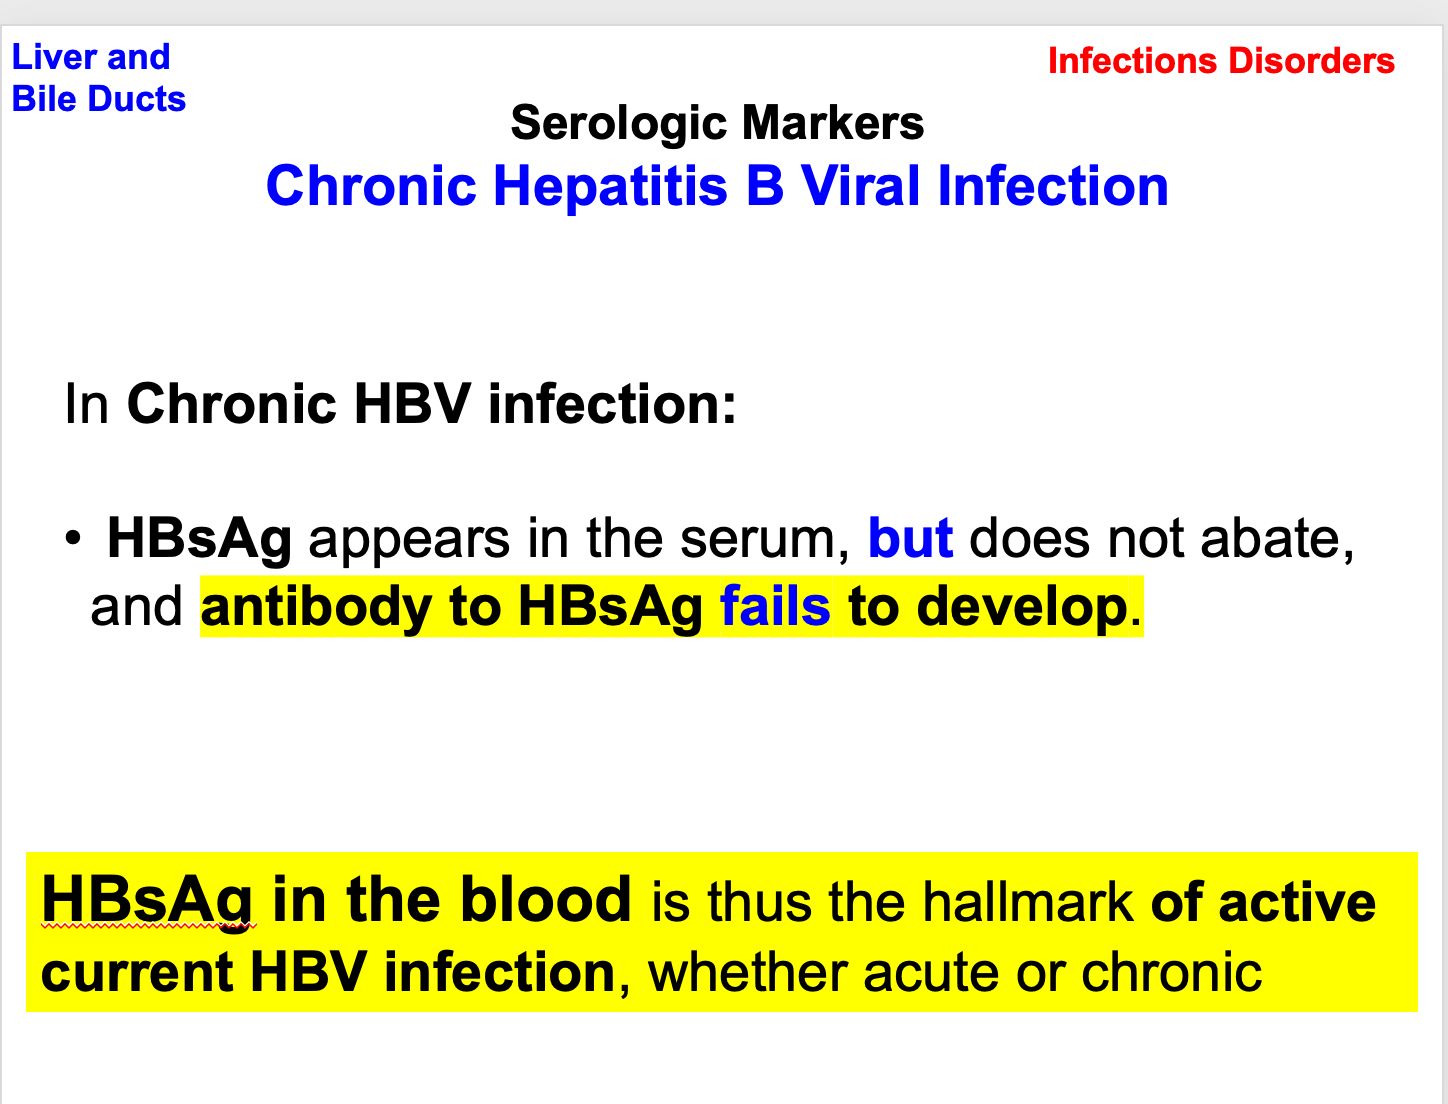 Liver and
Bile Ducts
Infections Disorders
Serologic Markers
Chronic Hepatitis B Viral Infection
In Chronic HBV infection:
• HBsAg appears in the serum, but does not abate,
and antibody to HBsAg fails to develop.
HBsAg in the blood is thus the hallmark of active
current HBV infection, whether acute or chronic